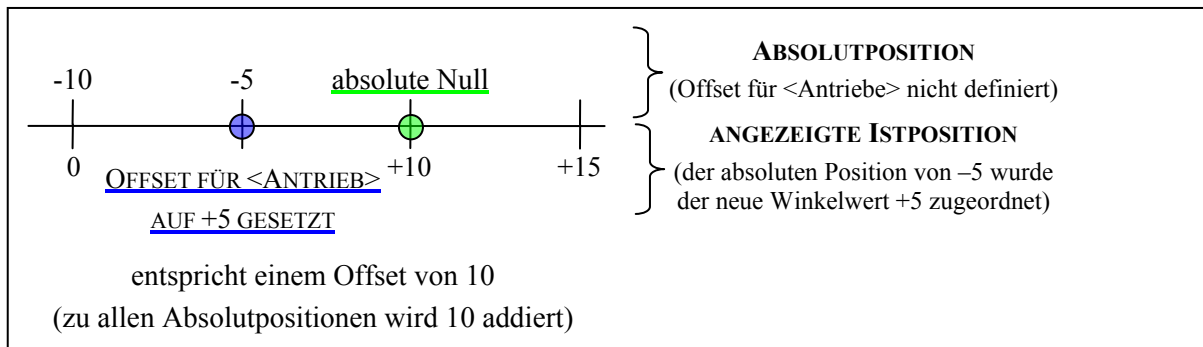 -10 -5 absolute Null
0 +10 +15
OFFSET FÜR <ANTRIEB>
AUF +5 GESETZT
entspricht einem Offset von 10
(zu allen Absolutpositionen wird 10 addiert)
ABSOLUTPOSITION
(Offset für <Antriebe> nicht definiert)
ANGEZEIGTE ISTPOSITION
(der absoluten Position von –5 wurde
der neue Winkelwert +5 zugeordnet)